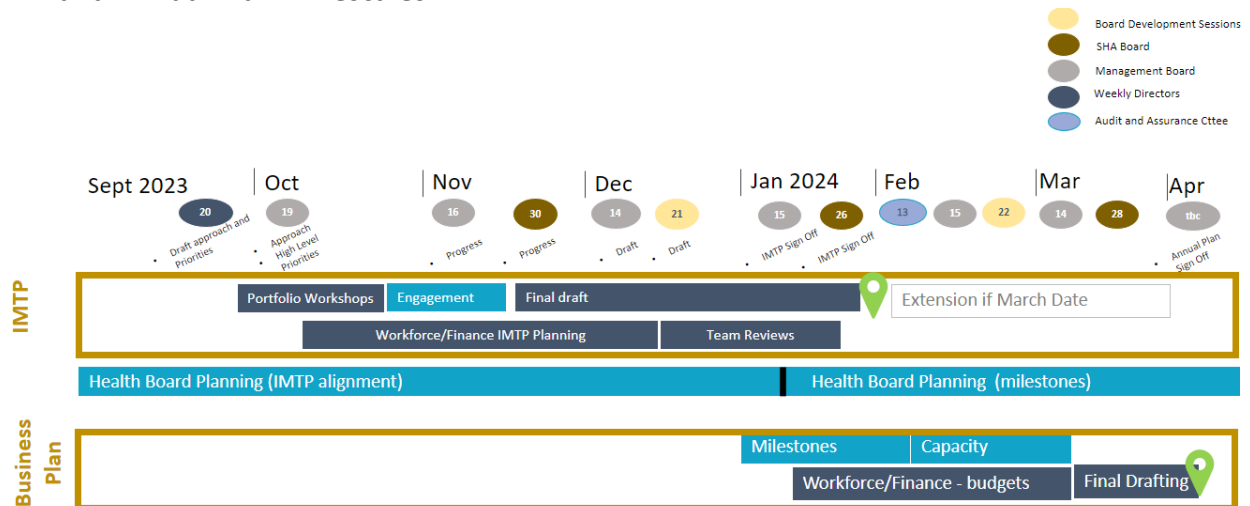 Board Development Sessions
SHA Board
Management Board
Weekly Directors
Audit and Assurance Cttee
Sept 2023
Oct
Nov
Dec
Jan 2024
Feb
Mar
Apr
20
19
16
30
14
21
15
26
13
15
22
14
28
tbc
• Draft approach and
Priorities
• Approach
• High Level
Priorities
• Progress
• Progress
• Draft
• Draft
• IMTP Sign Off
• IMTP Sign Off
• Annual Plan
Sign Off
IMTP
Portfolio Workshops
Engagement
Final draft
Extension if March Date
Workforce/Finance IMTP Planning
Team Reviews
Health Board Planning (IMTP alignment)
Health Board Planning (milestones)
Business
Plan
Milestones
Capacity
Workforce/Finance - budgets
Final Drafting